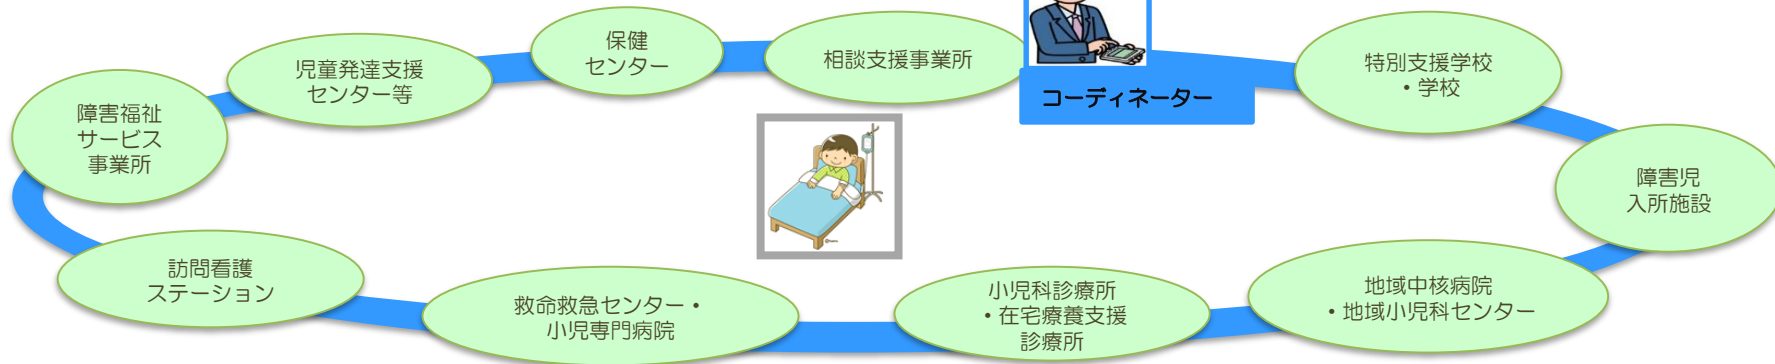 保健
センター
相談支援事業所
児童発達支援
センター等
特別支援学校
・学校
コーディネーター
障害福祉
サービス
事業所
障害児
入所施設
訪問看護
ステーション
救命救急センター・
小児専門病院
小児科診療所
・在宅療養支援
診療所
地域中核病院
・地域小児科センター